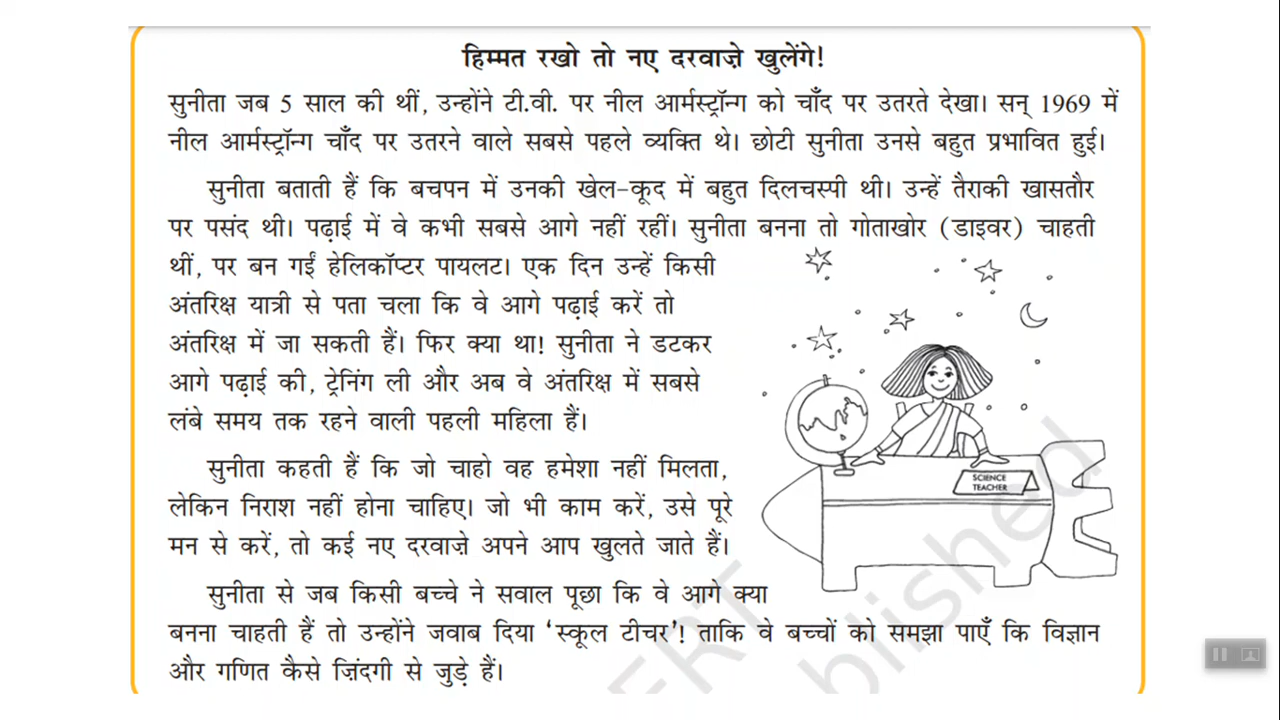 हिम्मत रखो तो नए दरवाज़े खुलेंगे!
सुनीता जब 5 साल की थीं, उन्होंने टी.वी. पर नील आर्मस्ट्रॉन्ग को चाँद पर उतरते देखा। सन् 1969 में
नील आर्मस्ट्रॉन्ग चाँद पर उतरने वाले सबसे पहले व्यक्ति थे। छोटी सुनीता उनसे बहुत प्रभावित हुई।
सुनीता बताती हैं कि बचपन में उनकी खेल-कूद में बहुत दिलचस्पी थी। उन्हें तैराकी खासतौर
पर पसंद थी। पढ़ाई में वे कभी सबसे आगे नहीं रहीं। सुनीता बनना तो गोताखोर (डाइवर) चाहती
थीं, पर बन गईं हेलिकॉप्टर पायलट। एक दिन उन्हें किसी
अंतरिक्ष यात्री से पता चला कि वे आगे पढ़ाई करें तो
अंतरिक्ष में जा सकती हैं। फिर क्या था! सुनीता ने डटकर
आगे पढ़ाई की, ट्रेनिंग ली और अब वे अंतरिक्ष में सबसे
लंबे समय तक रहने वाली पहली महिला हैं।
सुनीता कहती हैं कि जो चाहो वह हमेशा नहीं मिलता,
लेकिन निराश नहीं होना चाहिए। जो भी काम करें, उसे पूरे
मन से करें, तो कई नए दरवाज़े अपने आप खुलते जाते हैं।
सुनीता से जब किसी बच्चे ने सवाल पूछा कि वे आगे क्या
बनना चाहती हैं तो उन्होंने जवाब दिया ‘स्कूल टीचर’! ताकि वे बच्चों को समझा पाएँ कि विज्ञान
और गणित कैसे ज़िंदगी से जुड़े हैं।
SCIENCE
TEACHER